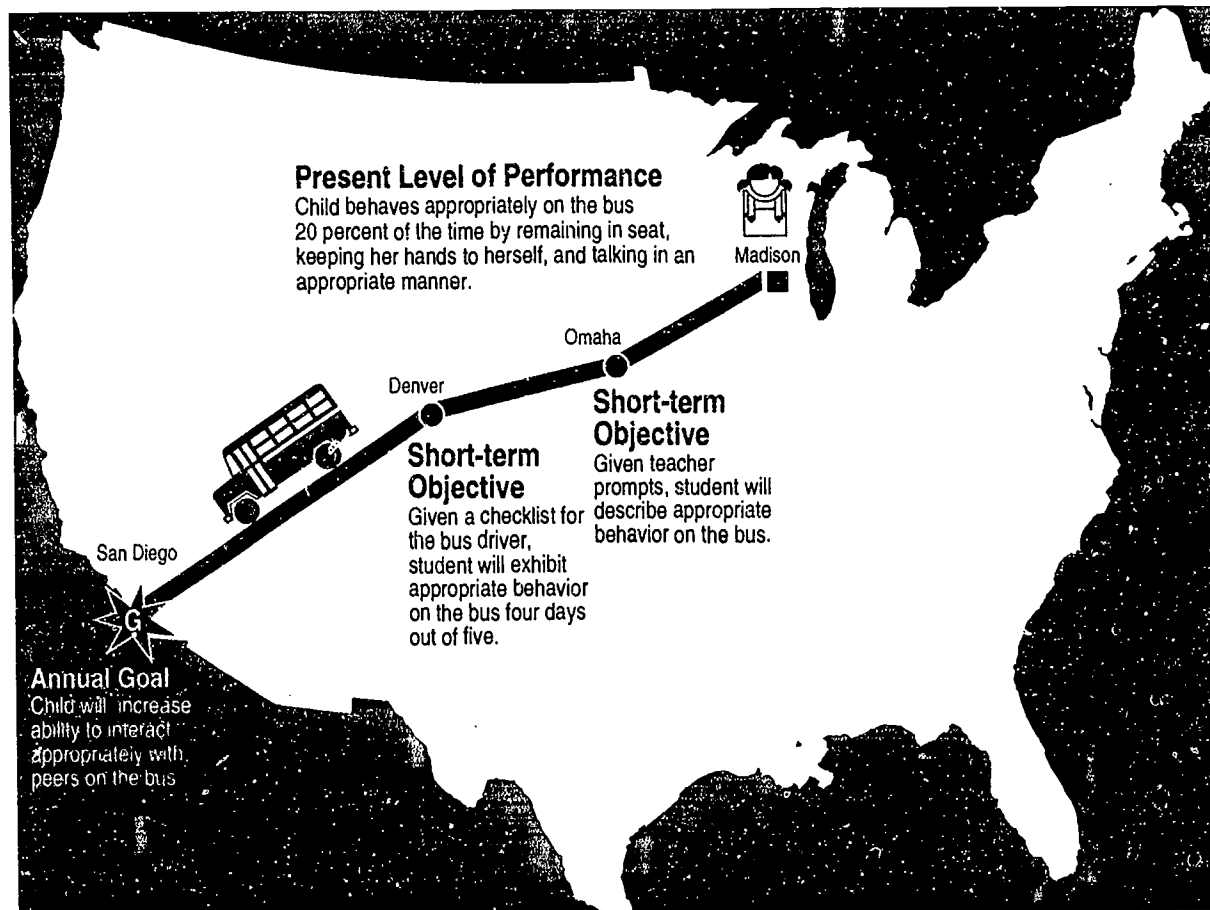 Present Level of Performance
Child behaves appropriately on the bus
20 percent of the time by remaining in seat,
keeping her hands to herself, and talking in an
appropriate manner.
Madison
Omaha
Short-term
Objective
Given teacher
prompts, student will
describe appropriate
behavior on the bus.
Denver
Short-term
Objective
Given a checklist for
the bus driver,
student will exhibit
appropriate behavior
on the bus four days
out of five.
San Diego
G
Annual Goal
Child will increase
ability to interact
appropriately with
peers on the bus